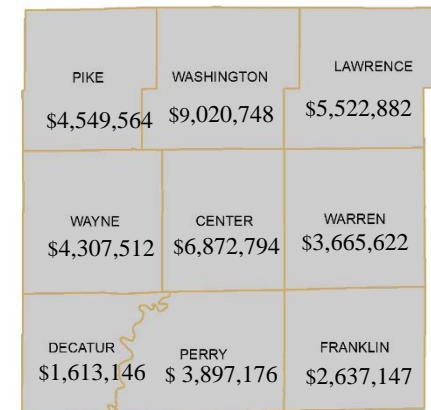 PIKE
$4,549,564
WASHINGTON
$9,020,748
LAWRENCE
$5,522,882
WAYNE
$4,307,512
CENTER
$6,872,794
WARREN
$3,665,622
DECATUR
$1,613,146
PERRY
$ 3,897,176
FRANKLIN
$2,637,147